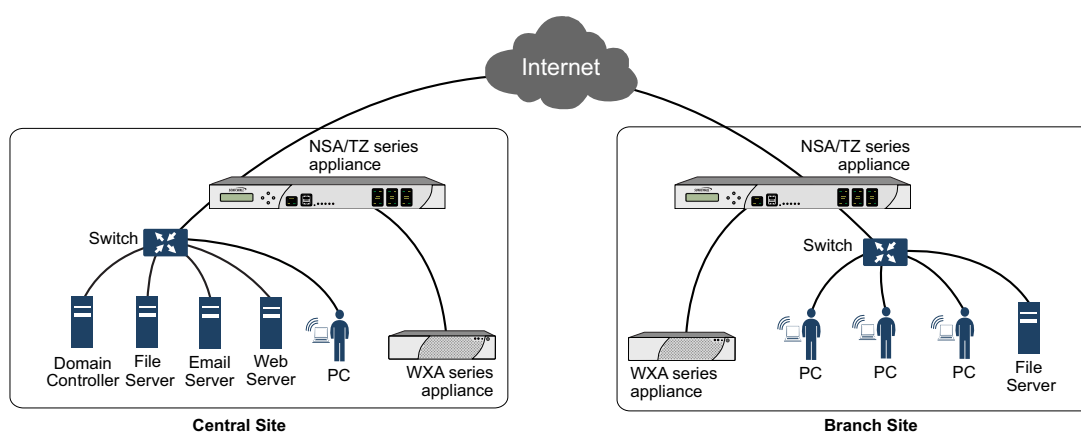 Internet
NSA/TZ series
appliance
Switch
Domain
Controller
File
Server
Email
Server
Web
Server
PC
WXA series
appliance
Central Site
NSA/TZ series
appliance
Switch
WXA series
appliance
PC
PC
PC
File
Server
Branch Site